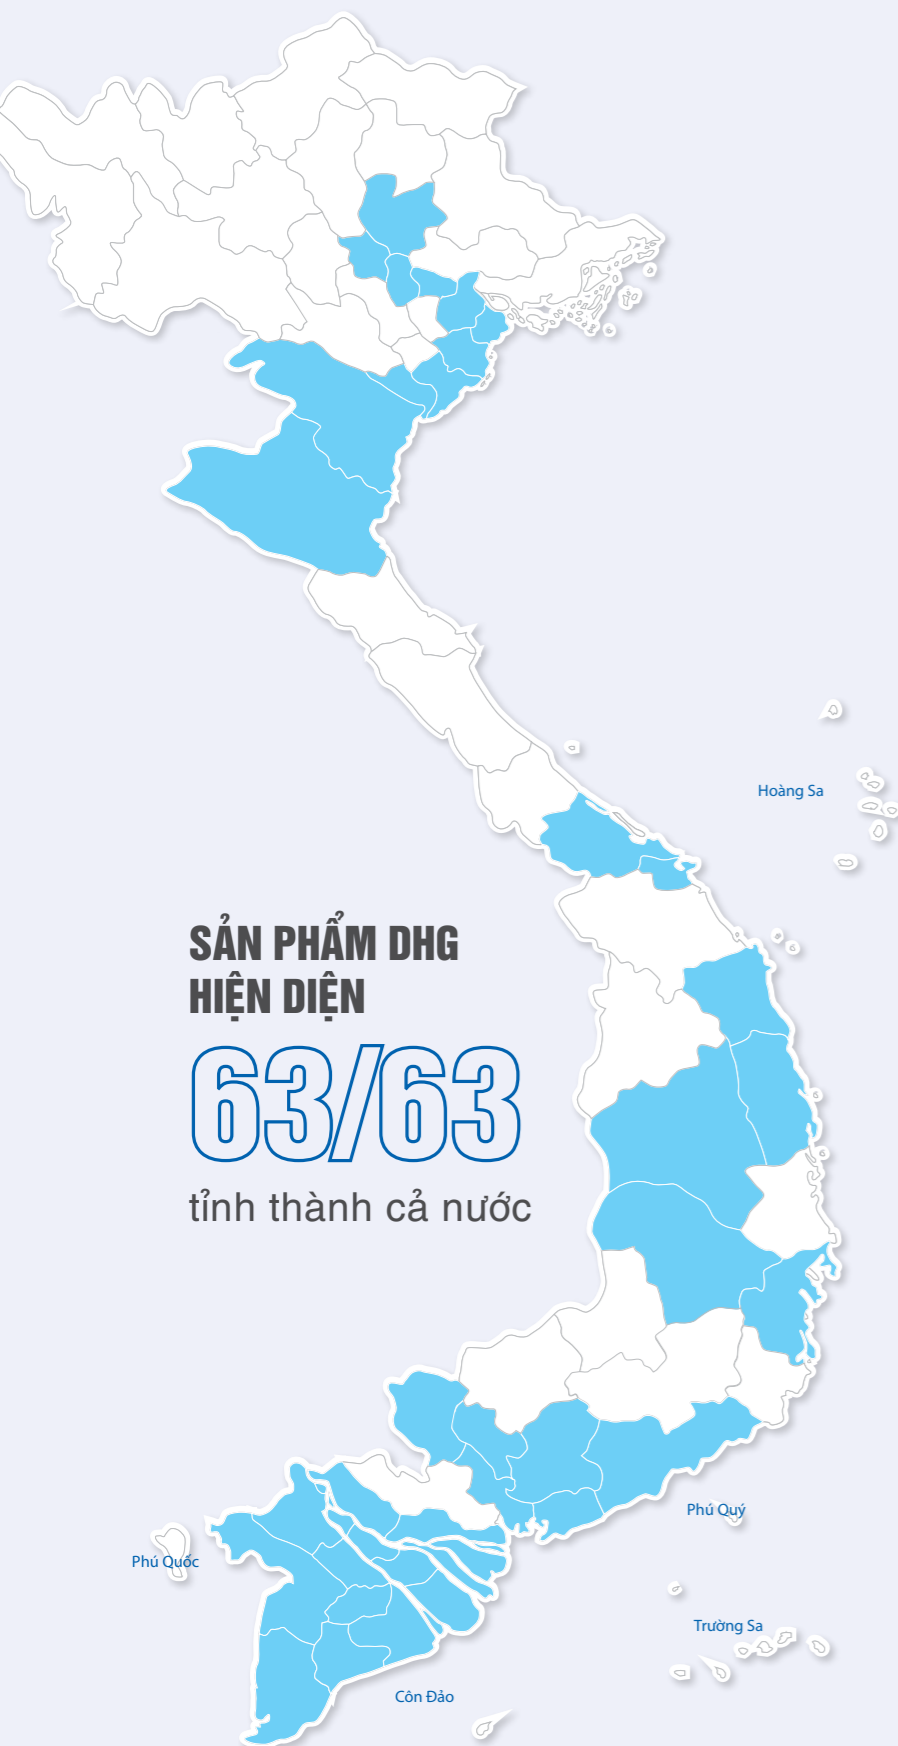 Hoàng Sa
SẢN PHẨM DHG
HIỆN DIỆN
63/63
tỉnh thành cả nước
Phú Quý
Phú Quốc
Trường Sa
Côn Đảo